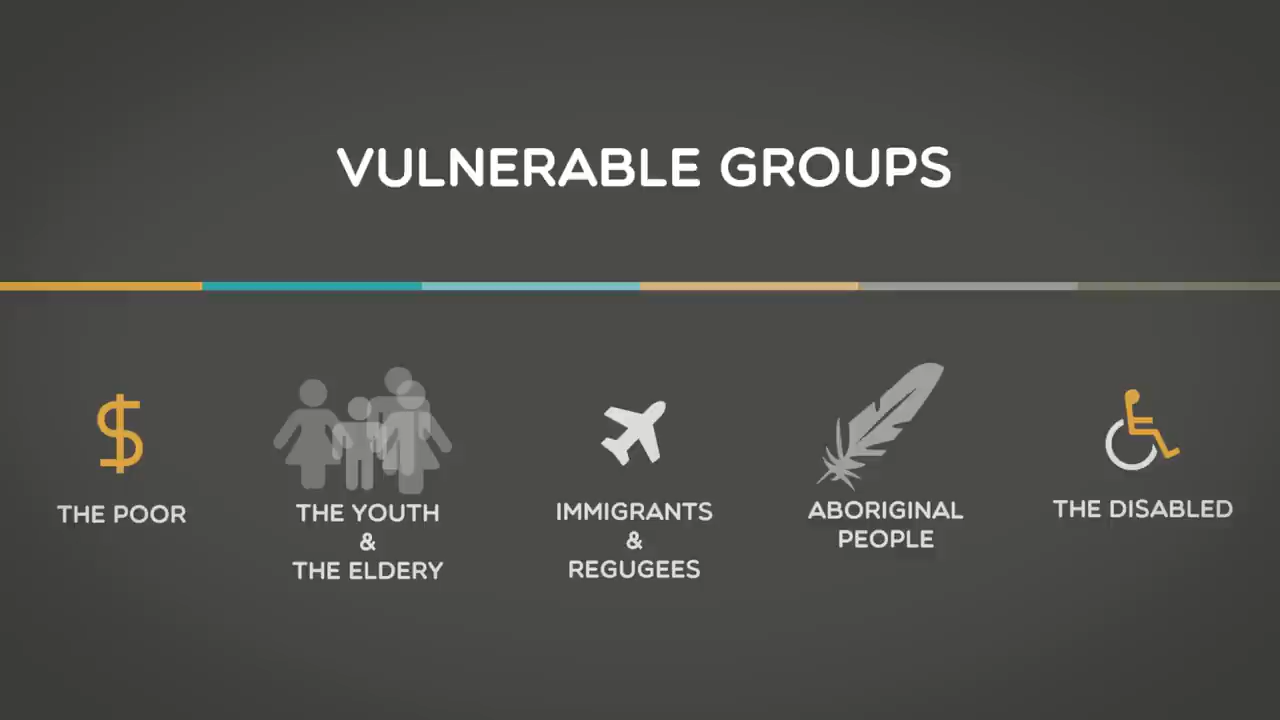 VULNERABLE GROUPS
THE POOR
THE YOUTH
&
THE ELDERY
IMMIGRANTS
&
REGUGEES
ABORIGINAL
PEOPLE
THE DISABLED